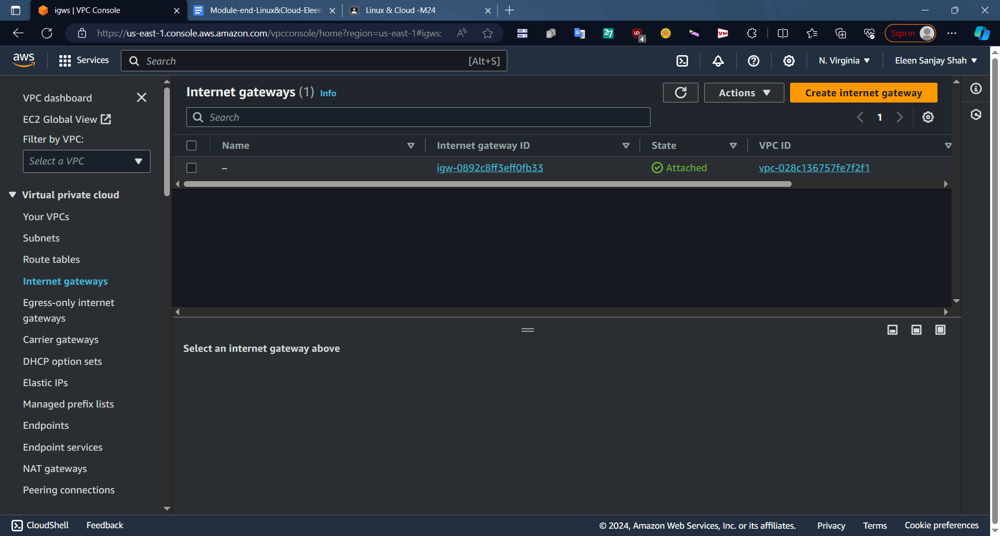 igws | VPC Console
Module-end-Linux&Cloud-Eleen
Linux & Cloud -M24
https://us-east-1.console.aws.amazon.com/vpcconsole/home?region=us-east-1#igws:
A
27
4
VM
Sign in
aws
Services
Search
[Alt+S]
N. Virginia
Eleen Sanjay Shah
VPC dashboard
EC2 Global View
Filter by VPC:
Select a VPC
Virtual private cloud
Your VPCs
Subnets
Route tables
Internet gateways
Egress-only internet
gateways
Carrier gateways
DHCP option sets
Elastic IPs
Managed prefix lists
Endpoints
Endpoint services
NAT gateways
Peering connections
Internet gateways (1) Info
Actions
Create internet gateway
Search
1
Name
Internet gateway ID
State
VPC ID
–
igw-0892c8ff3eff0fb33
Attached
vpc-028c136757fe7f2f1
Select an internet gateway above
CloudShell
Feedback
© 2024, Amazon Web Services, Inc. or its affiliates.
Privacy
Terms
Cookie preferences